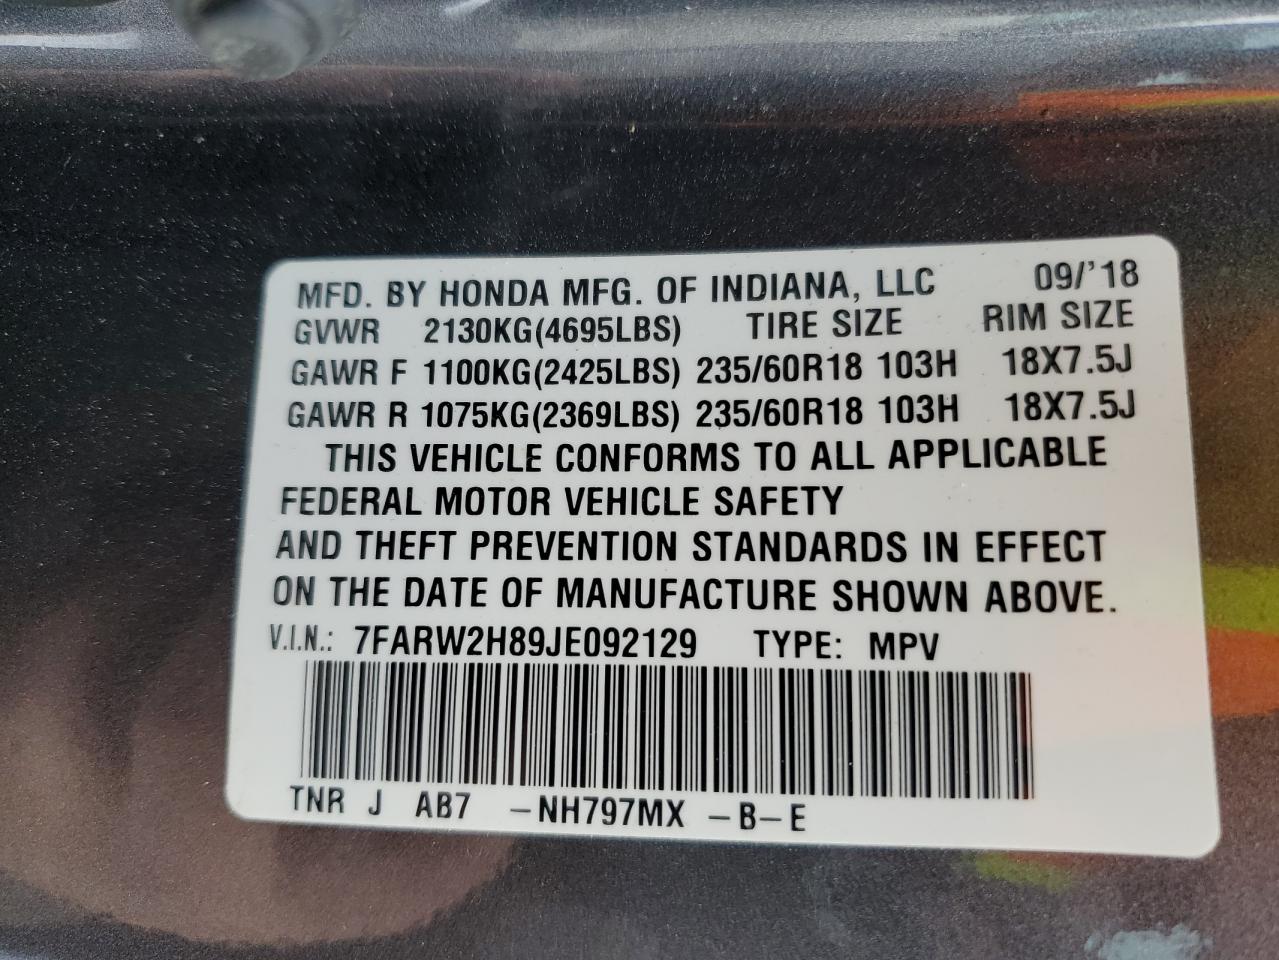 MFD. BY HONDA MFG. OF INDIANA, LLC 09/'18
GVWR 2130KG(4695LBS) TIRE SIZE RIM SIZE
GAWR F 1100KG(2425LBS) 235/60R18 103H 18X7.5J
GAWR R 1075KG(2369LBS) 235/60R18 103H 18X7.5J
THIS VEHICLE CONFORMS TO ALL APPLICABLE
FEDERAL MOTOR VEHICLE SAFETY
AND THEFT PREVENTION STANDARDS IN EFFECT
ON THE DATE OF MANUFACTURE SHOWN ABOVE.
V.I.N.: 7FARW2H89JE092129 TYPE: MPV
TNR J AB7 -NH797MX -B-E